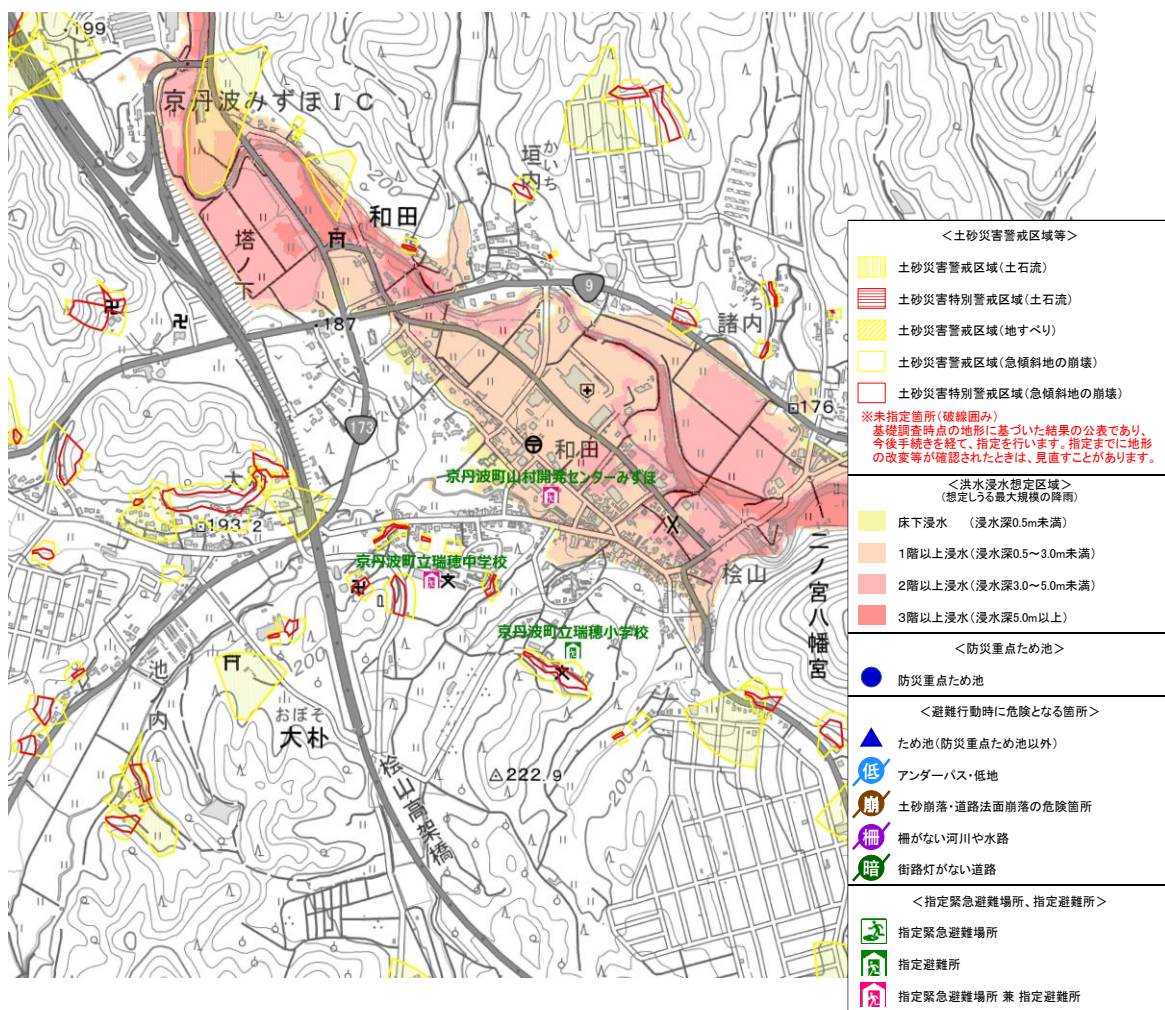 ・199
京丹波みずほＩＣ
垣内
かいち
200
和田
塔ノ下
9
・187
諸内
うち
176
173
和田
京丹波町山村開発センターみずほ
193.2
京丹波町立瑞穂中学校
桧山
二ノ宮八幡宮
京丹波町立瑞穂小学校
200
池ノ内
おぼそ
大朴
222.9
200
桧山高架橋
＜土砂災害警戒区域等＞
土砂災害警戒区域(土石流)
土砂災害特別警戒区域(土石流)
土砂災害警戒区域(地すべり)
土砂災害警戒区域(急傾斜地の崩壊)
土砂災害特別警戒区域(急傾斜地の崩壊)
※未指定箇所(破線囲み)
基礎調査時点の地形に基づいた結果の公表であり、
今後手続きを経て、指定を行います。指定までに地形
の改変等が確認されたときは、見直すことがあります。
＜洪水浸水想定区域＞
(想定しうる最大規模の降雨)
床下浸水　(浸水深0.5m未満)
1階以上浸水(浸水深0.5～3.0m未満)
2階以上浸水(浸水深3.0～5.0m未満)
3階以上浸水(浸水深5.0m以上)
＜防災重点ため池＞
防災重点ため池
＜避難行動時に危険となる箇所＞
ため池(防災重点ため池以外)
低 アンダーパス・低地
崩 土砂崩落・道路法面崩落の危険箇所
柵 柵がない河川や水路
暗 街路灯がない道路
＜指定緊急避難場所、指定避難所＞
指定緊急避難場所
指定避難所
指定緊急避難場所 兼 指定避難所